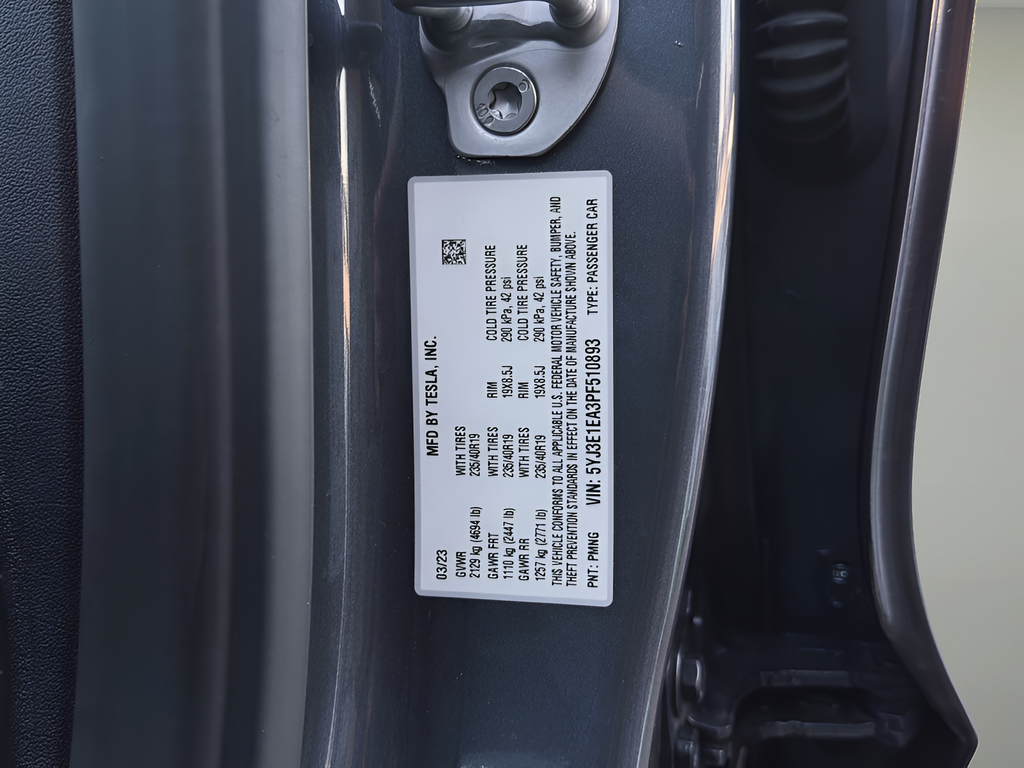 MFD BY TESLA, INC.
03/23
GVWR WITH TIRES
2129 kg (4694 lb) 235/40R19
GAWR FRT WITH TIRES RIM COLD TIRE PRESSURE
1110 kg (2447 lb) 235/40R19 19X8.5J 290 kPa, 42 psi
GAWR RR WITH TIRES RIM COLD TIRE PRESSURE
1257 kg (2771 lb) 235/40R19 19X8.5J 290 kPa, 42 psi
THIS VEHICLE CONFORMS TO ALL APPLICABLE U.S. FEDERAL MOTOR VEHICLE SAFETY, BUMPER, AND
THEFT PREVENTION STANDARDS IN EFFECT ON THE DATE OF MANUFACTURE SHOWN ABOVE.
PNT: PMNG VIN: 5YJ3E1EA3PF510893 TYPE: PASSENGER CAR